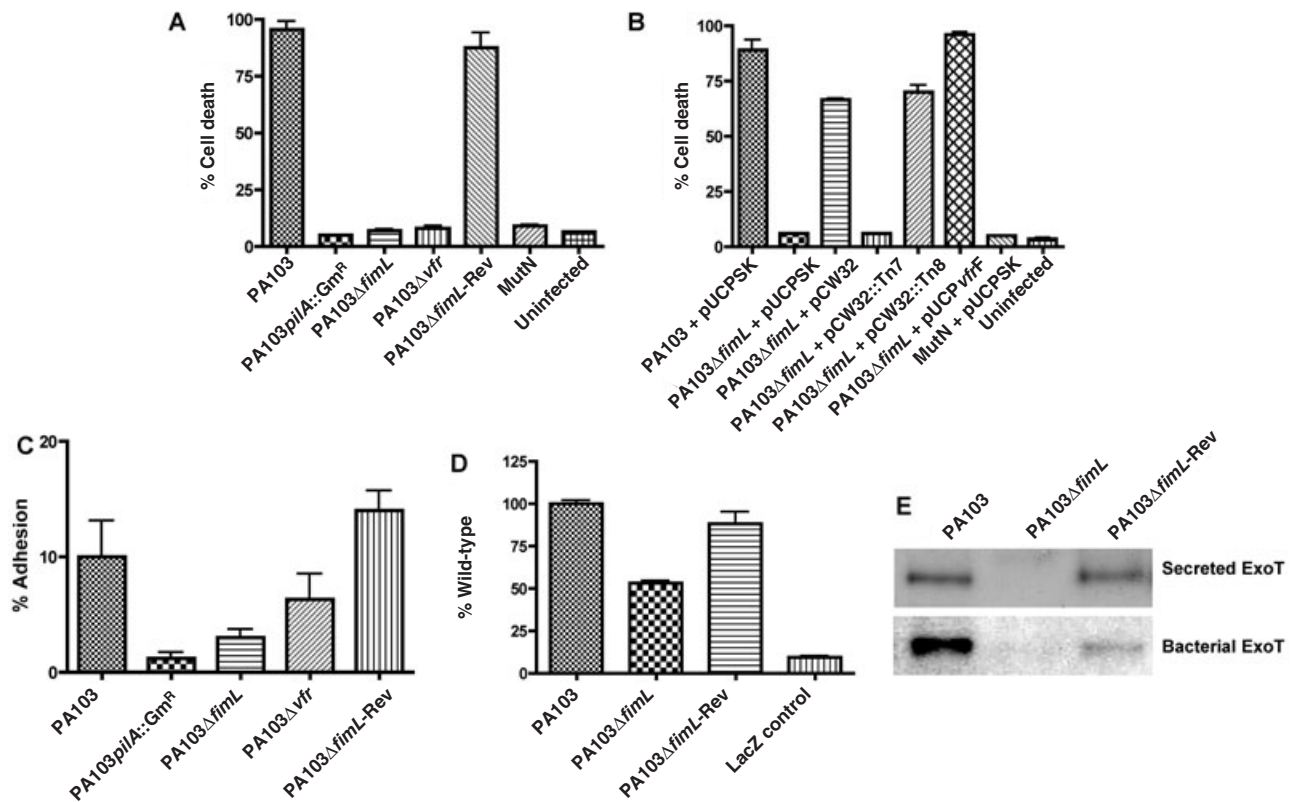 A
% Cell death
100
75
50
25
0
PA103
PA103pilA::Gmᴿ
PA103ΔfimL
PA103Δvfr
PA103ΔfimL-Rev
MutN
Uninfected
B
% Cell death
100
75
50
25
0
PA103 + pUCPSK
PA103ΔfimL + pUCPSK
PA103ΔfimL + pCW32
PA103ΔfimL + pCW32::Tn7
PA103ΔfimL + pCW32::Tn8
PA103ΔfimL + pUCPvfrF
MutN + pUCPSK
Uninfected
C
% Adhesion
20
10
0
PA103
PA103pilA::Gmᴿ
PA103ΔfimL
PA103Δvfr
PA103ΔfimL-Rev
D
% Wild-type
125
100
75
50
25
0
PA103
PA103ΔfimL
PA103ΔfimL-Rev
LacZ control
E
PA103
PA103ΔfimL
PA103ΔfimL-Rev
Secreted ExoT
Bacterial ExoT